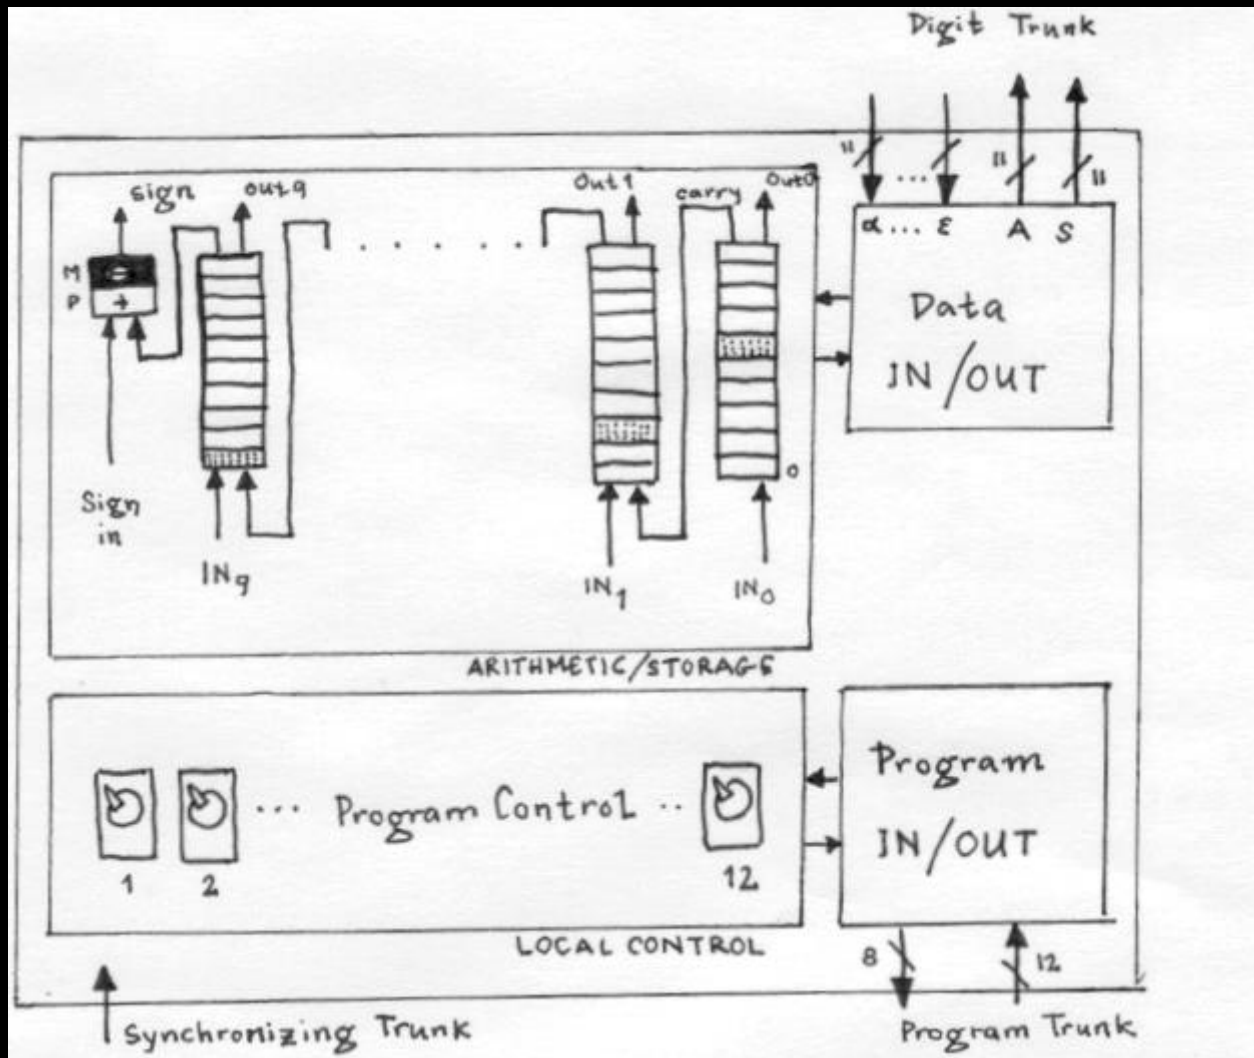 Digit Trunk
11
11
11
sign
out9
Out1
carry
Out0
α... ε A S
M
-
P
+
Data
IN/OUT
0
Sign
in
IN9
IN1
IN0
ARITHMETIC/STORAGE
Program
... Program Control ..
IN/OUT
1
2
12
LOCAL CONTROL
8
12
Synchronizing Trunk
Program Trunk